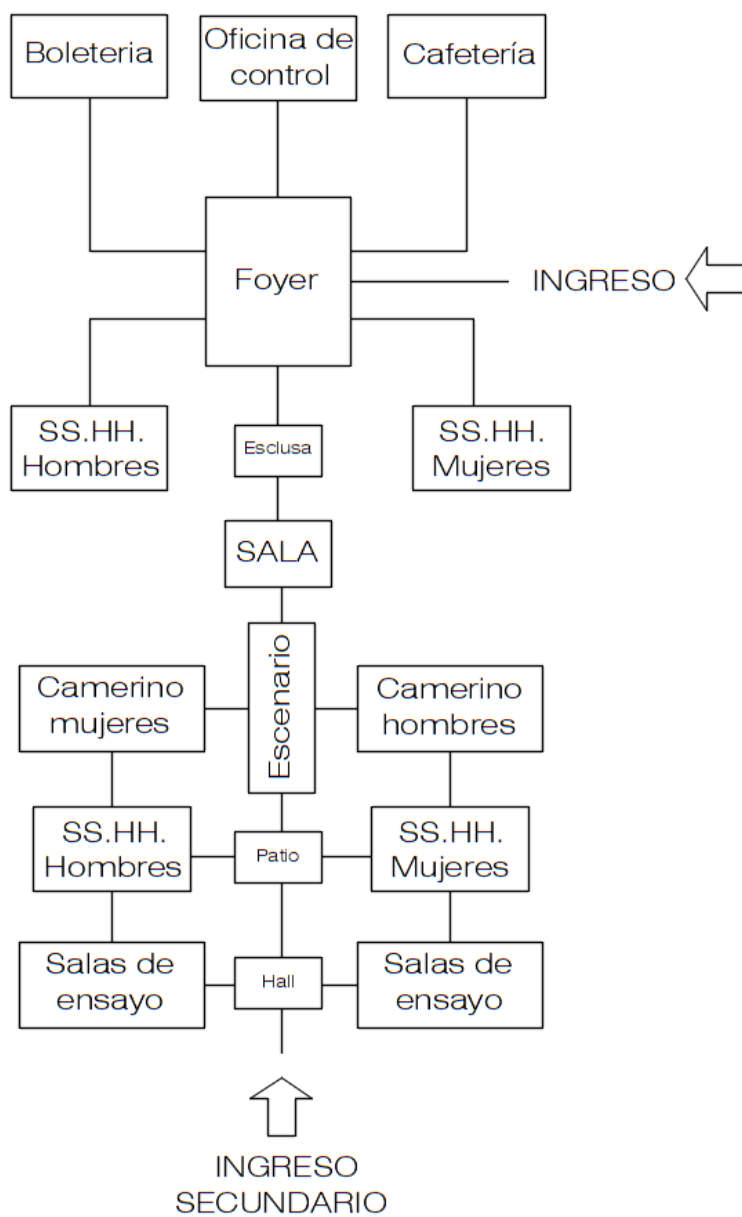 Boleteria
Oficina de
control
Cafetería
Foyer
INGRESO
SS.HH.
Hombres
Esclusa
SS.HH.
Mujeres
SALA
Camerino
mujeres
Escenario
Camerino
hombres
SS.HH.
Hombres
Patio
SS.HH.
Mujeres
Salas de
ensayo
Hall
Salas de
ensayo
INGRESO
SECUNDARIO